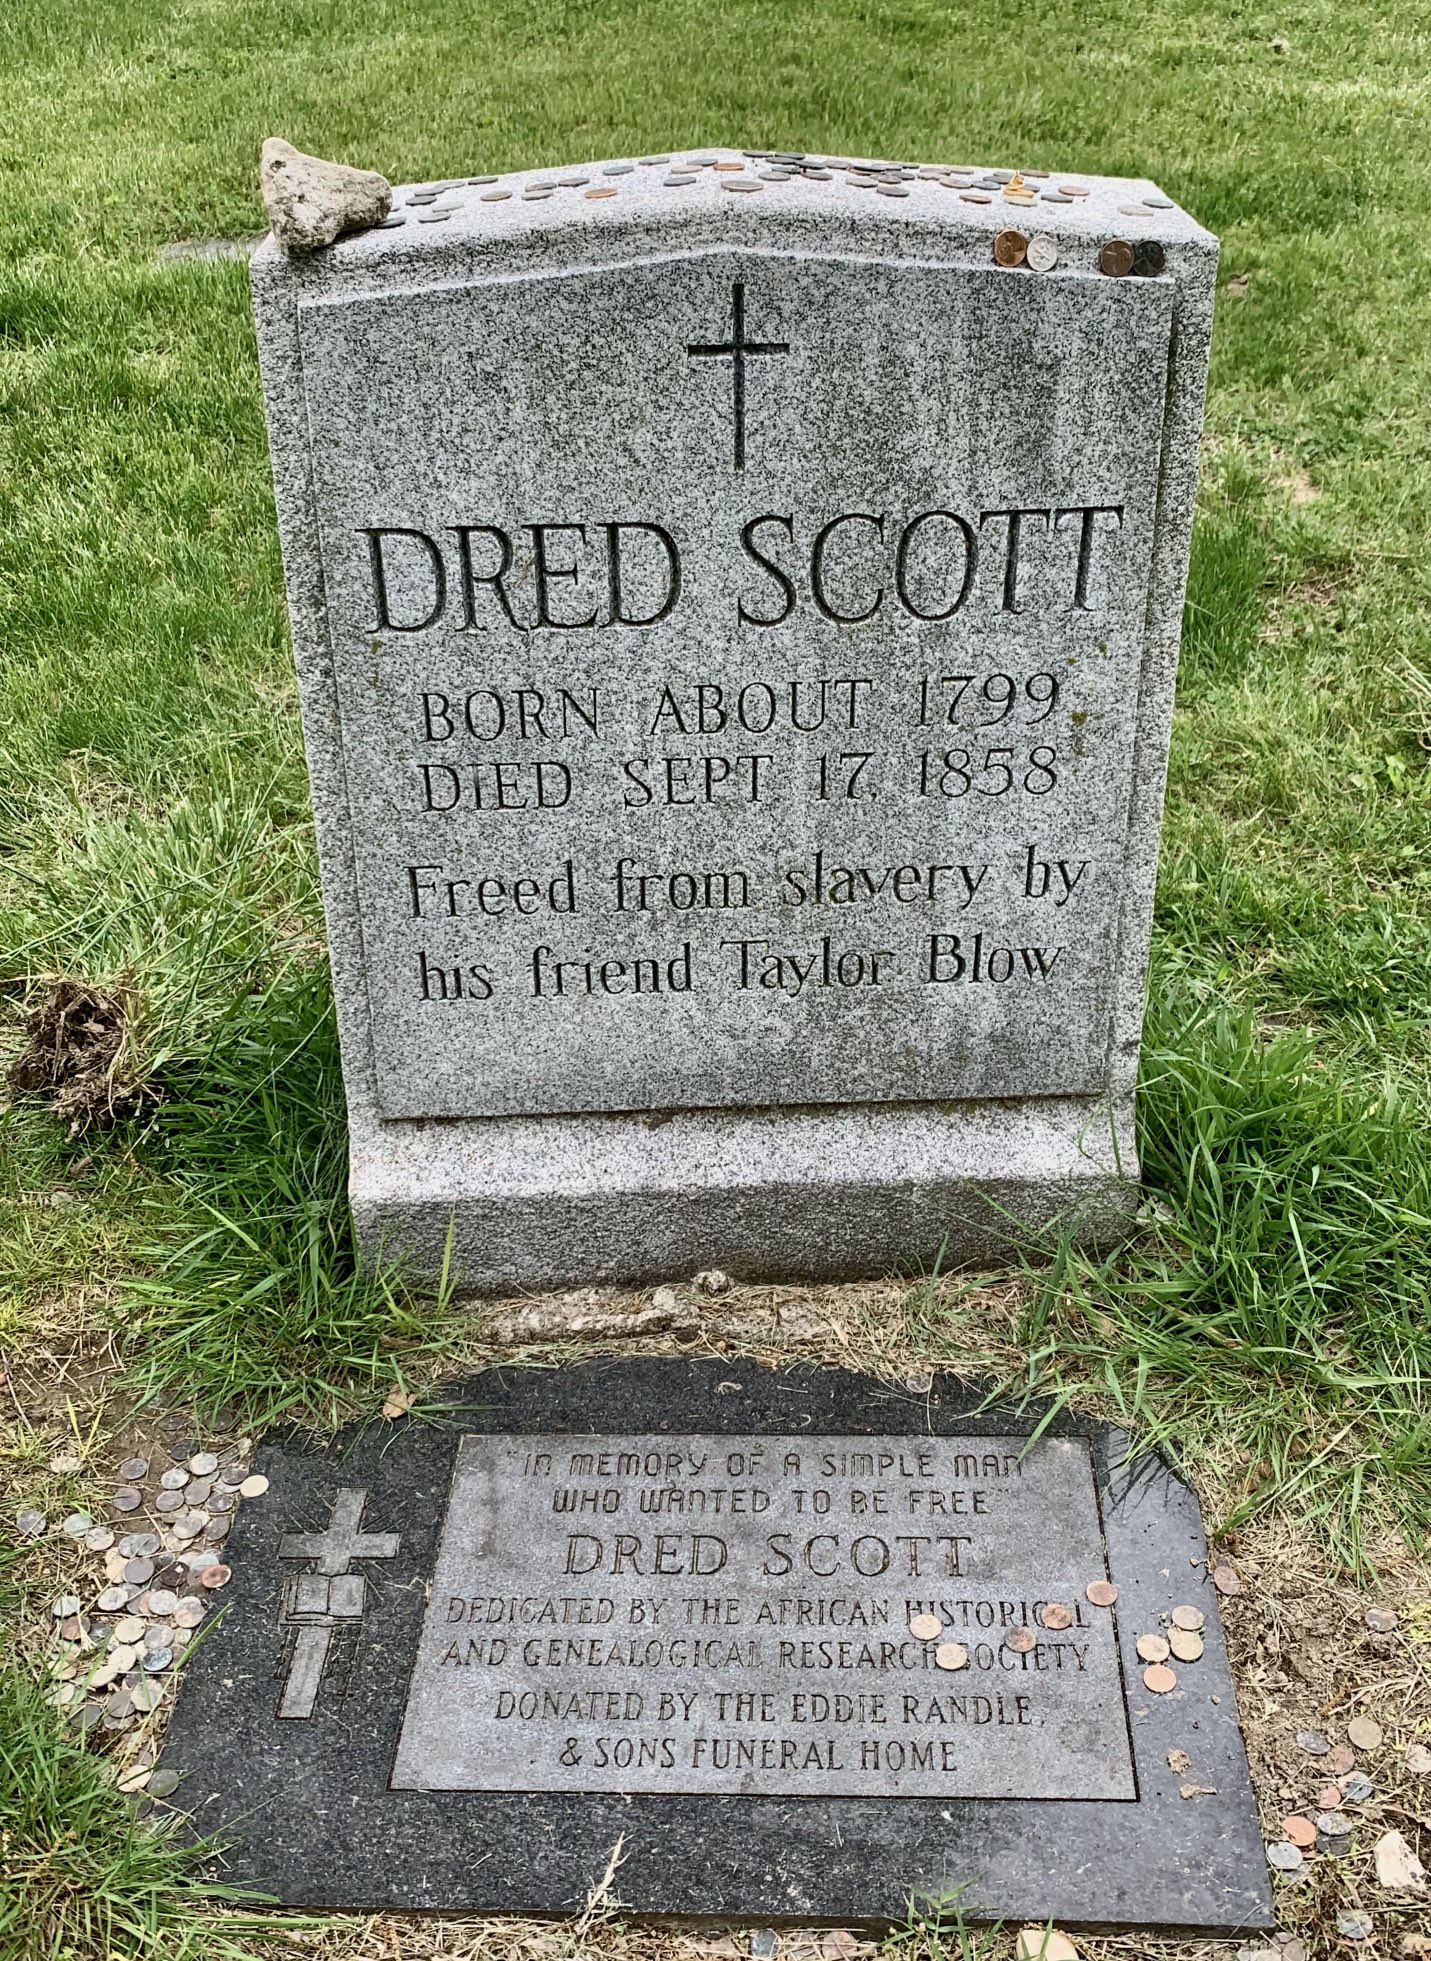 DRED SCOTT
BORN ABOUT 1799
DIED SEPT 17, 1858
Freed from slavery by
his friend Taylor Blow
"IN MEMORY OF A SIMPLE MAN
WHO WANTED TO BE FREE"
DRED SCOTT
DEDICATED BY THE AFRICAN HISTORICAL
AND GENEALOGICAL RESEARCH SOCIETY
DONATED BY THE EDDIE RANDLE,
& SONS FUNERAL HOME